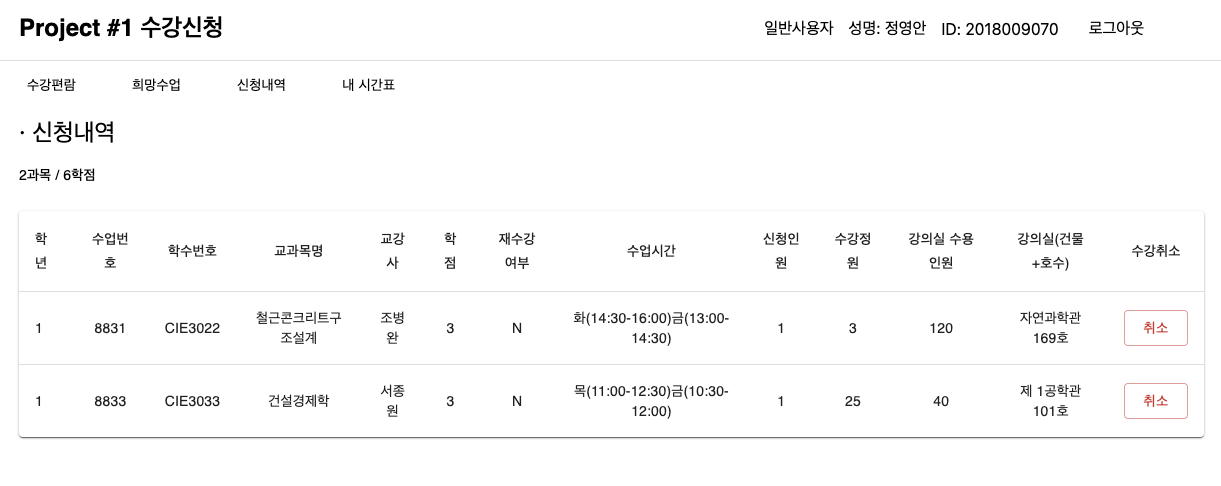 Project #1 수강신청
일반사용자 성명: 정영안 ID: 2018009070 로그아웃
수강편람 희망수업 신청내역 내 시간표
· 신청내역
2과목 / 6학점
학년 수업번호 학수번호 교과목명 교강사 학점 재수강여부 수업시간 신청인원 수강정원 강의실 수용인원 강의실(건물+호수) 수강취소
1 8831 CIE3022 철근콘크리트구조설계 조병완 3 N 화(14:30-16:00)금(13:00-14:30) 1 3 120 자연과학관 169호 취소
1 8833 CIE3033 건설경제학 서종원 3 N 목(11:00-12:30)금(10:30-12:00) 1 25 40 제 1공학관 101호 취소